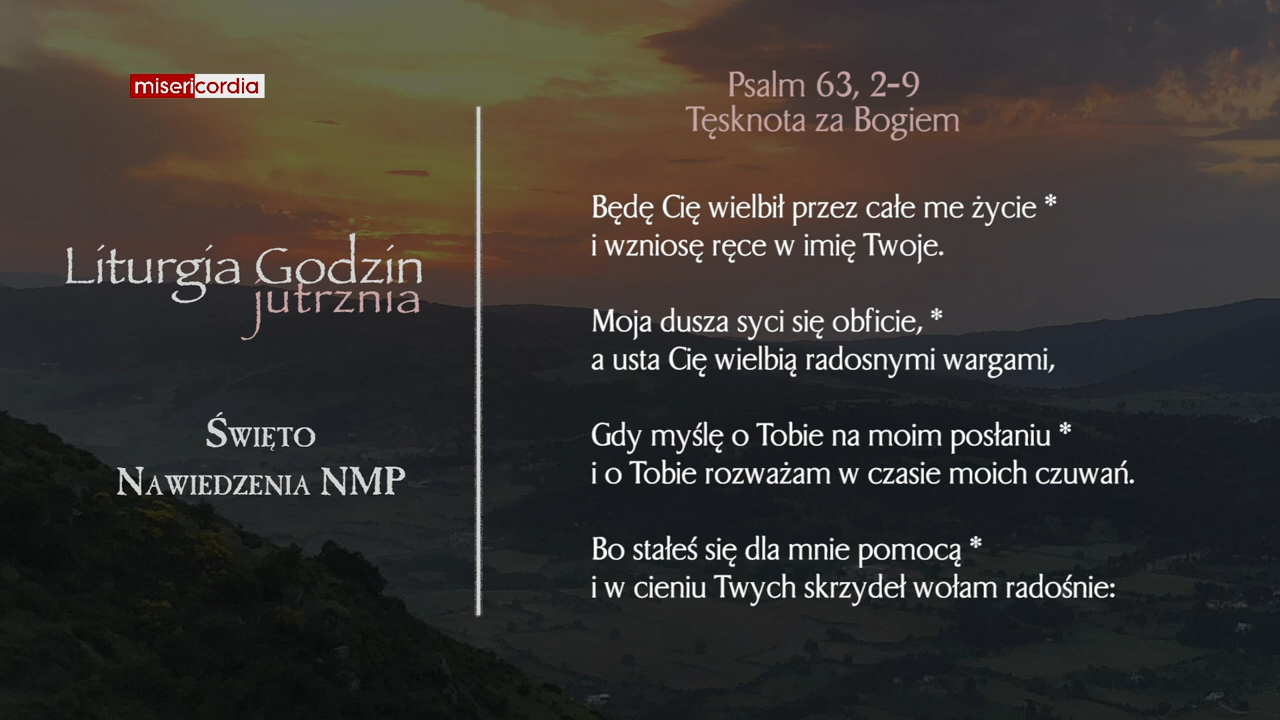 misericordia
Liturgia Godzin
jutrznia
Święto
Nawiedzenia NMP
Psalm 63, 2-9
Tęsknota za Bogiem
Będę Cię wielbił przez całe me życie *
i wzniosę ręce w imię Twoje.
Moja dusza syci się obficie, *
a usta Cię wielbią radosnymi wargami,
Gdy myślę o Tobie na moim posłaniu *
i o Tobie rozważam w czasie moich czuwań.
Bo stałeś się dla mnie pomocą *
i w cieniu Twych skrzydeł wołam radośnie: